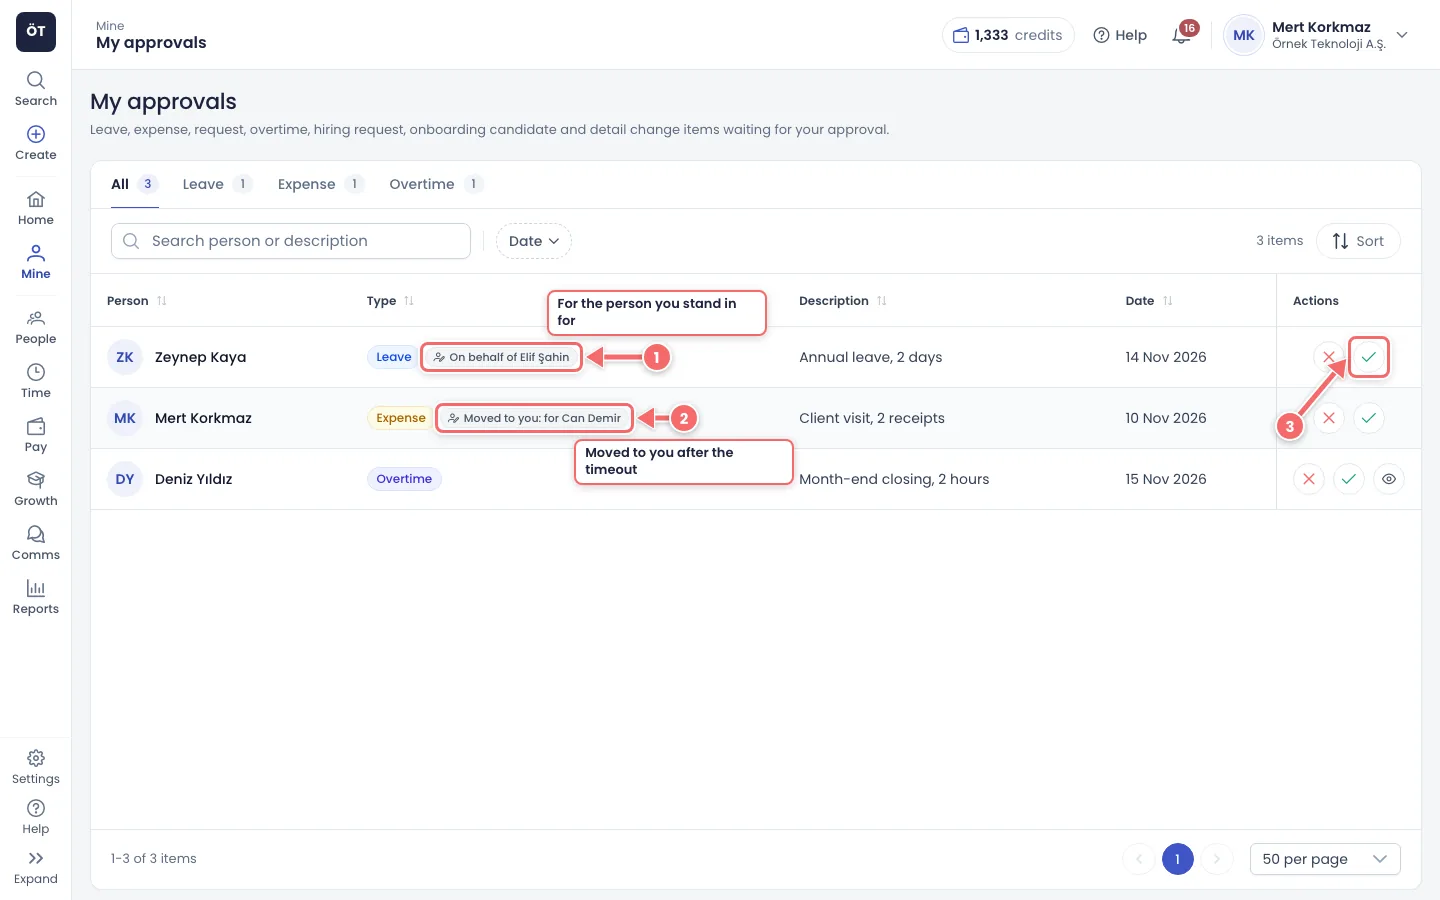 ÖT
Search
Create
Home
Mine
People
Time
Pay
Growth
Comms
Reports
Settings
Help
Expand
Mine
My approvals
1,333 credits
Help
16
MK
Mert Korkmaz
Örnek Teknoloji A.Ş.
My approvals
Leave, expense, request, overtime, hiring request, onboarding candidate and detail change items waiting for your approval.
All 3
Leave 1
Expense 1
Overtime 1
Search person or description
Date
3 items
Sort
Person
Type
Description
Date
Actions
For the person you stand in
for
ZK
Zeynep Kaya
Leave
On behalf of Elif Şahin
1
Annual leave, 2 days
14 Nov 2026
MK
Mert Korkmaz
Expense
Moved to you: for Can Demir
2
Client visit, 2 receipts
10 Nov 2026
3
Moved to you after the
timeout
DY
Deniz Yıldız
Overtime
Month-end closing, 2 hours
15 Nov 2026
1-3 of 3 items
1
50 per page